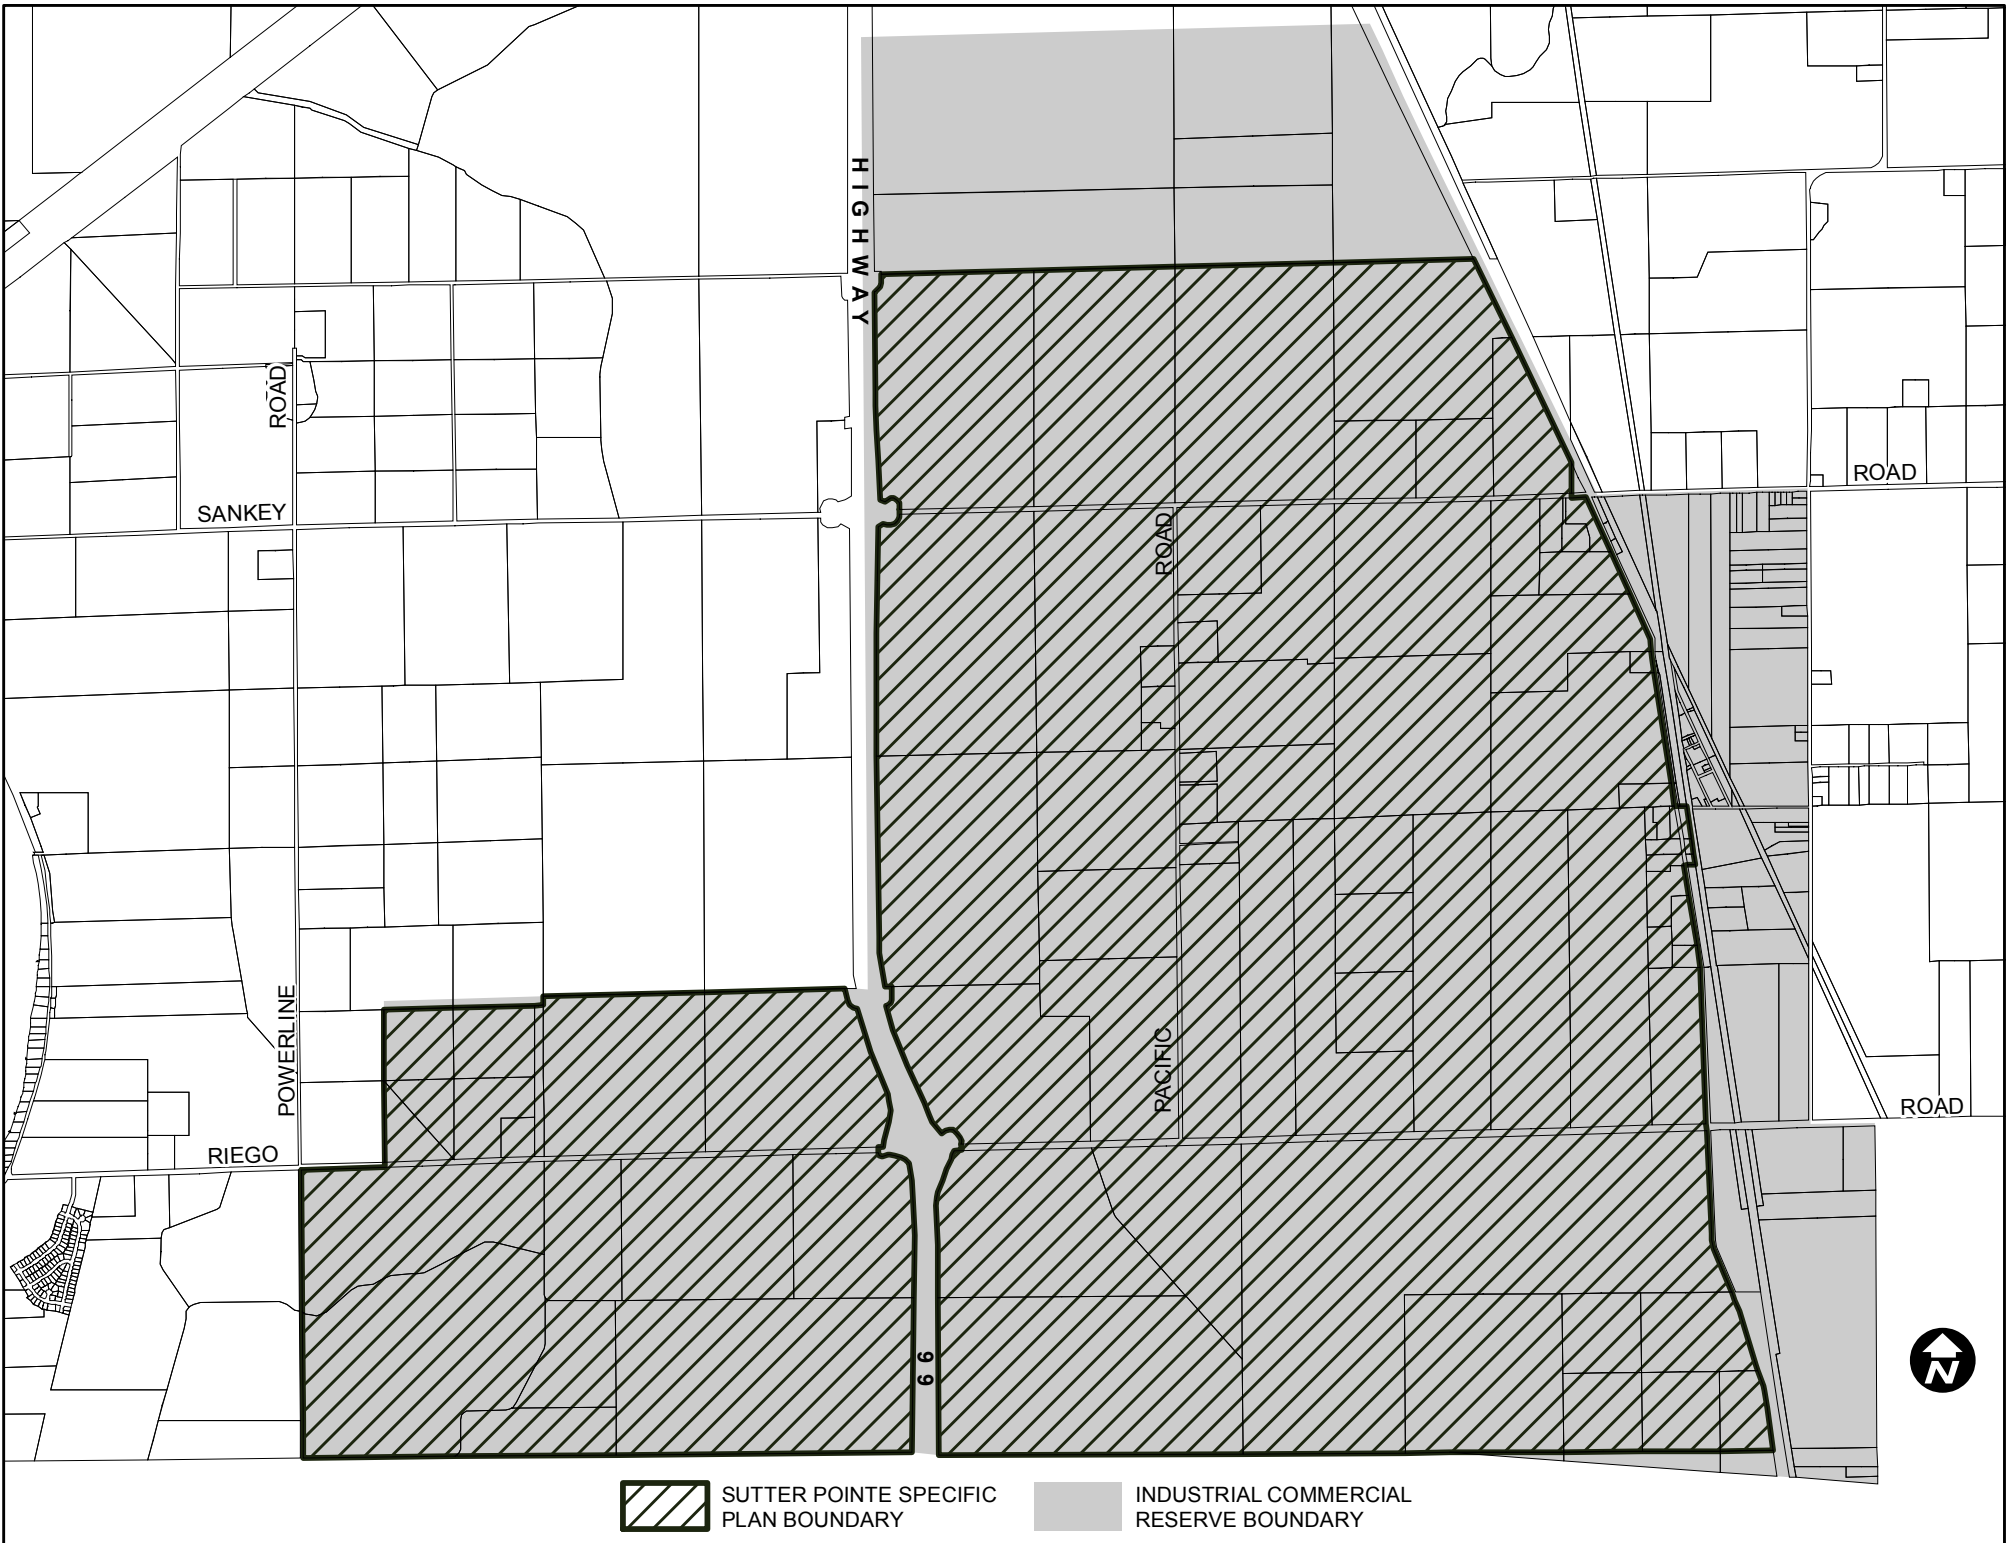 HIGHWAY
ROAD
ROAD
SANKEY
ROAD
POWERLINE
PACIFIC
ROAD
RIEGO
99
N
SUTTER POINTE SPECIFIC
PLAN BOUNDARY
INDUSTRIAL COMMERCIAL
RESERVE BOUNDARY